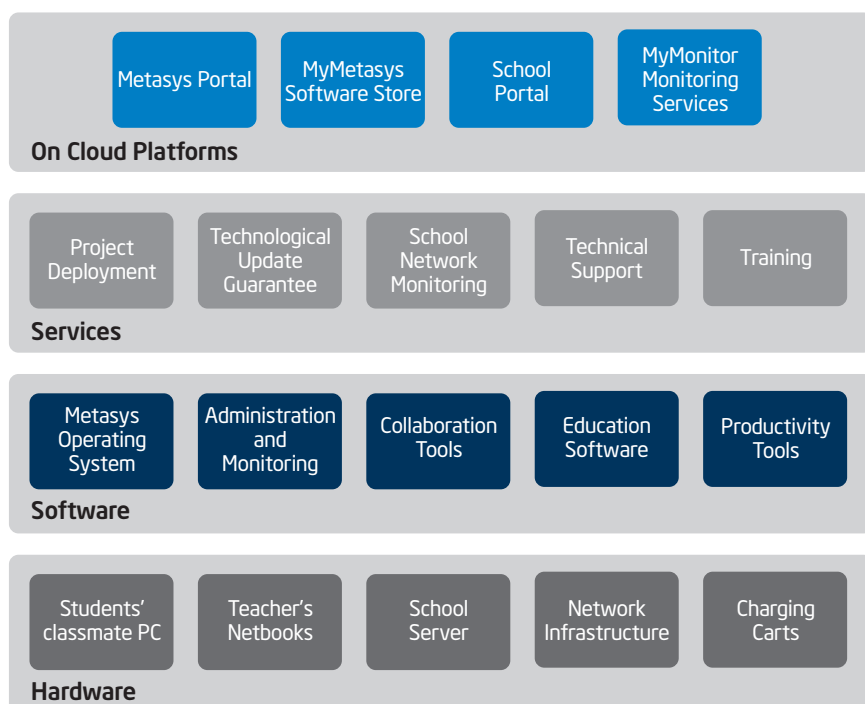 Metasys Portal
MyMetasys
Software Store
School
Portal
MyMonitor
Monitoring
Services
On Cloud Platforms
Project
Deployment
Technological
Update
Guarantee
School
Network
Monitoring
Technical
Support
Training
Services
Metasys
Operating
System
Administration
and
Monitoring
Collaboration
Tools
Education
Software
Productivity
Tools
Software
Students'
classmate PC
Teacher's
Netbooks
School
Server
Network
Infrastructure
Charging
Carts
Hardware